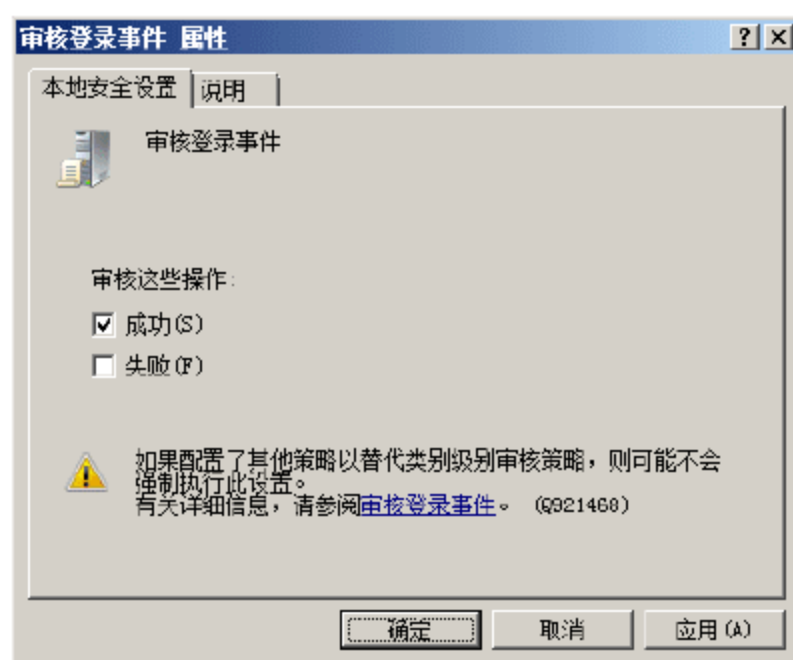 审核登录事件 属性
本地安全设置 说明
审核登录事件
审核这些操作:
成功(S)
失败(F)
如果配置了其他策略以替代类别级别审核策略，则可能不会
强制执行此设置。
有关详细信息，请参阅审核登录事件。 (Q921468)
确定 取消 应用(A)